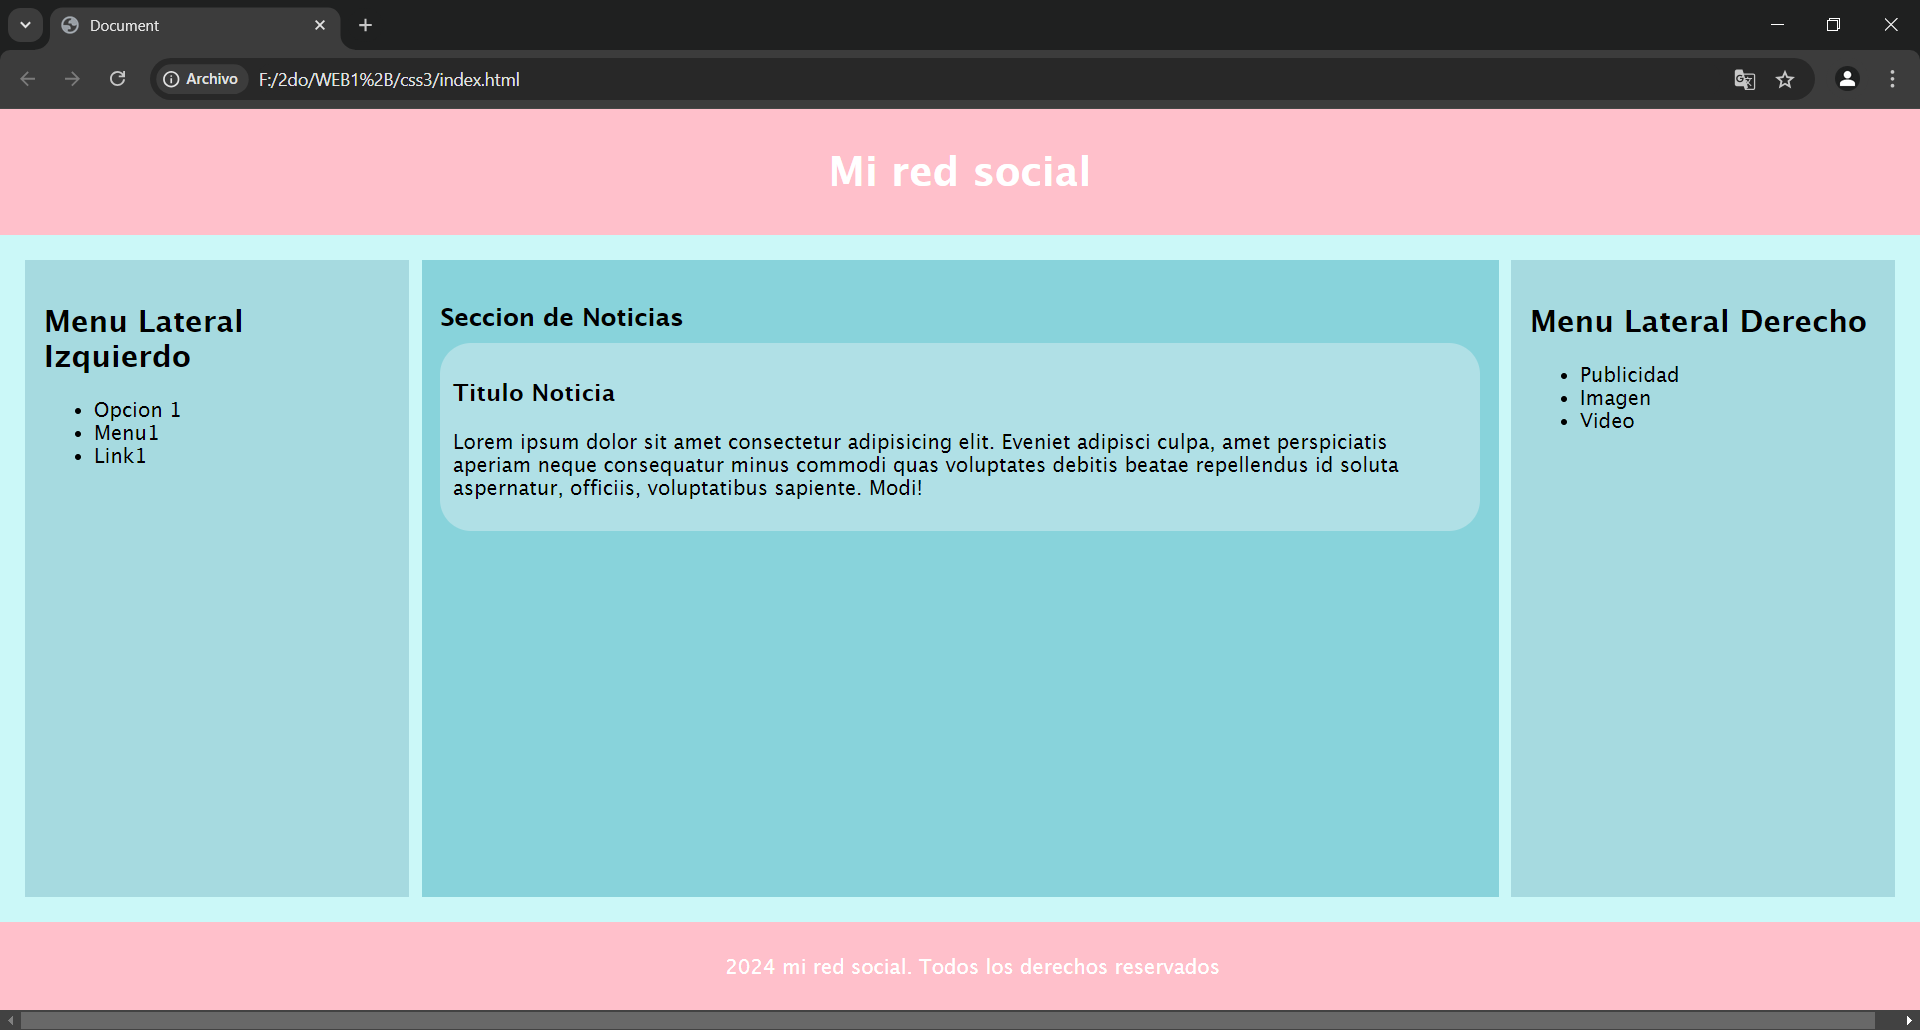 Document
Archivo F:/2do/WEB1%2B/css3/index.html
Mi red social
Menu Lateral
Izquierdo
Opcion 1
Menu1
Link1
Seccion de Noticias
Titulo Noticia
Lorem ipsum dolor sit amet consectetur adipisicing elit. Eveniet adipisci culpa, amet perspiciatis
aperiam neque consequatur minus commodi quas voluptates debitis beatae repellendus id soluta
aspernatur, officiis, voluptatibus sapiente. Modi!
Menu Lateral Derecho
Publicidad
Imagen
Video
2024 mi red social. Todos los derechos reservados